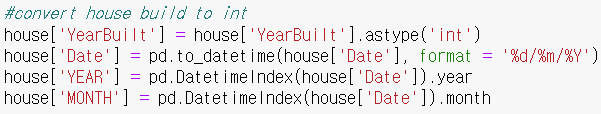 #convert house build to int
house['YearBuilt'] = house['YearBuilt'].astype('int')
house['Date'] = pd.to_datetime(house['Date'], format = '%d/%m/%Y')
house['YEAR'] = pd.DatetimeIndex(house['Date']).year
house['MONTH'] = pd.DatetimeIndex(house['Date']).month